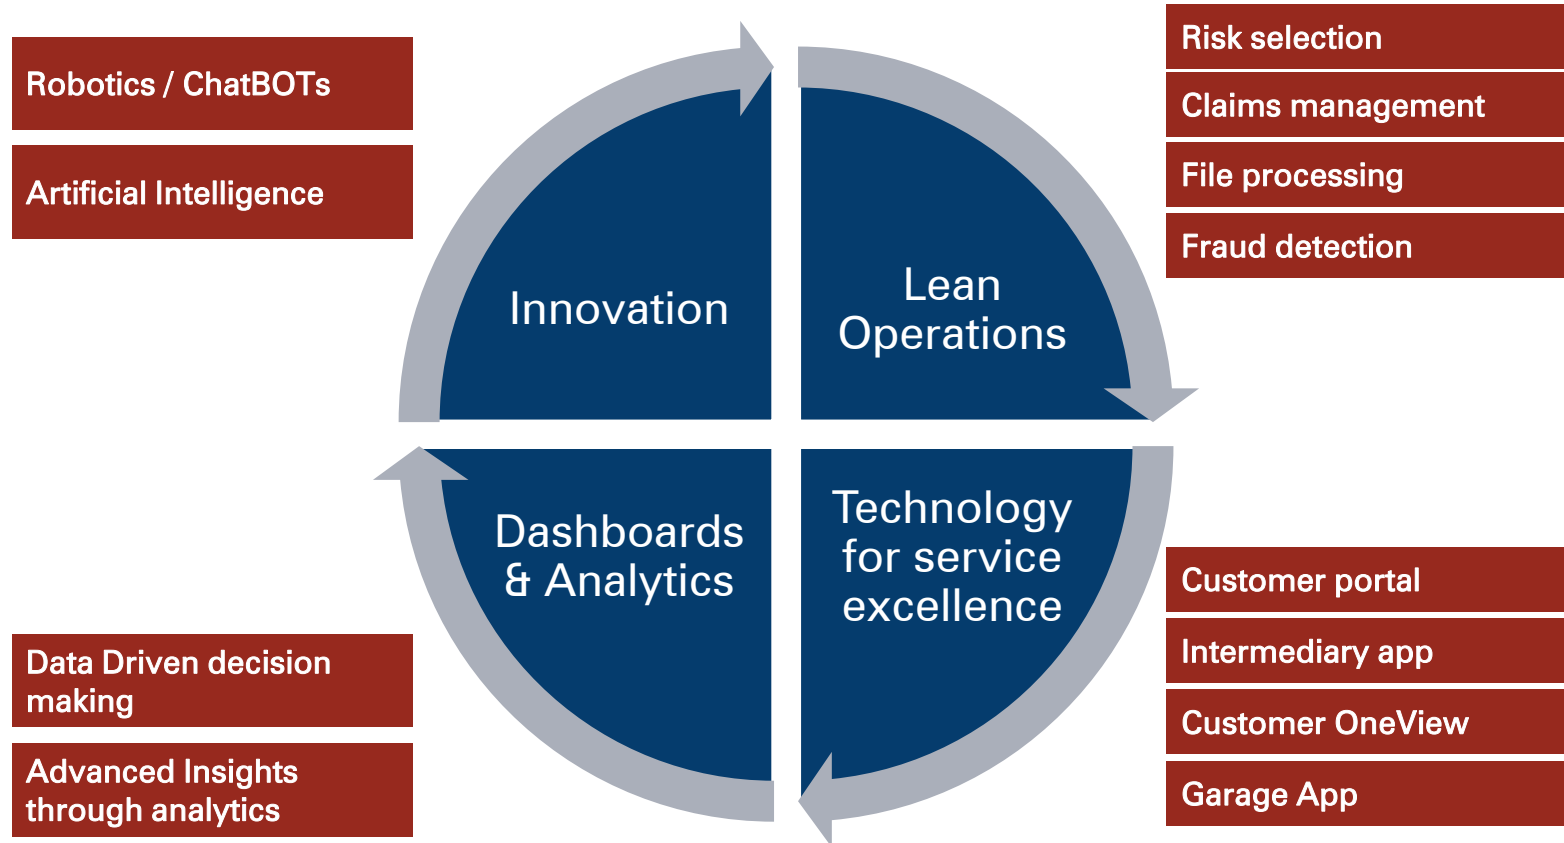 Robotics / ChatBOTs
Artificial Intelligence
Risk selection
Claims management
File processing
Fraud detection
Innovation
Lean
Operations
Dashboards
& Analytics
Technology
for service
excellence
Data Driven decision
making
Advanced Insights
through analytics
Customer portal
Intermediary app
Customer OneView
Garage App